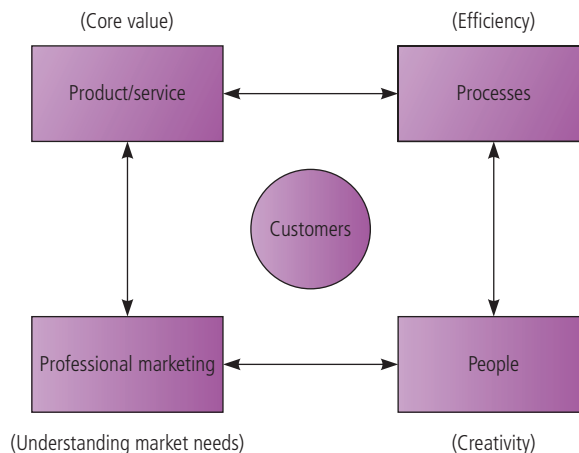 (Core value)
(Efficiency)
Product/service
Processes
Customers
Professional marketing
People
(Understanding market needs)
(Creativity)